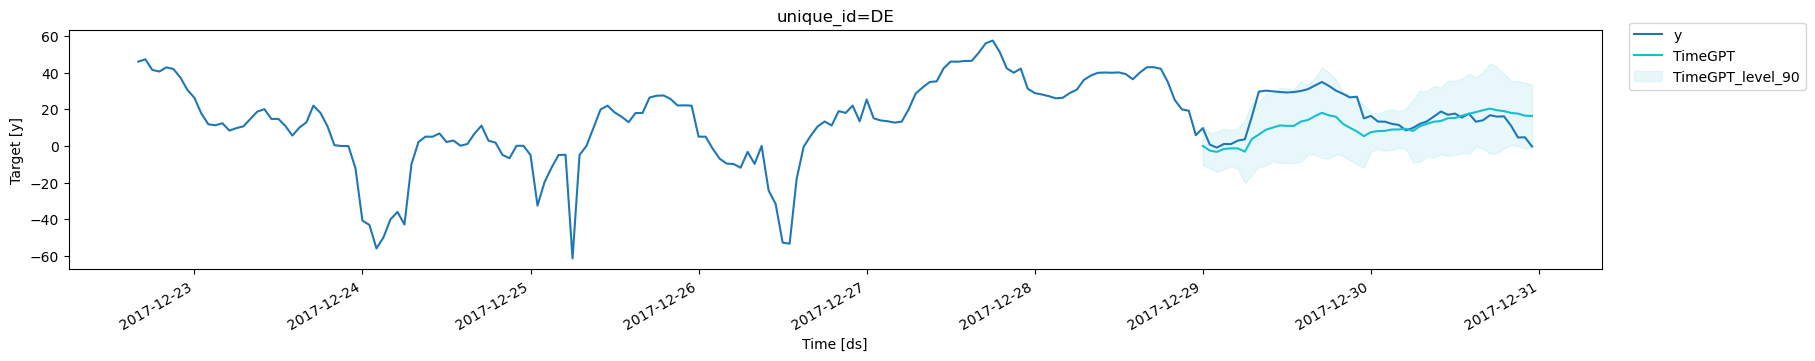 unique_id=DE
y
TimeGPT
TimeGPT_level_90
Target [y]
60
40
20
0
−20
−40
−60
2017-12-23
2017-12-24
2017-12-25
2017-12-26
2017-12-27
2017-12-28
2017-12-29
2017-12-30
2017-12-31
Time [ds]